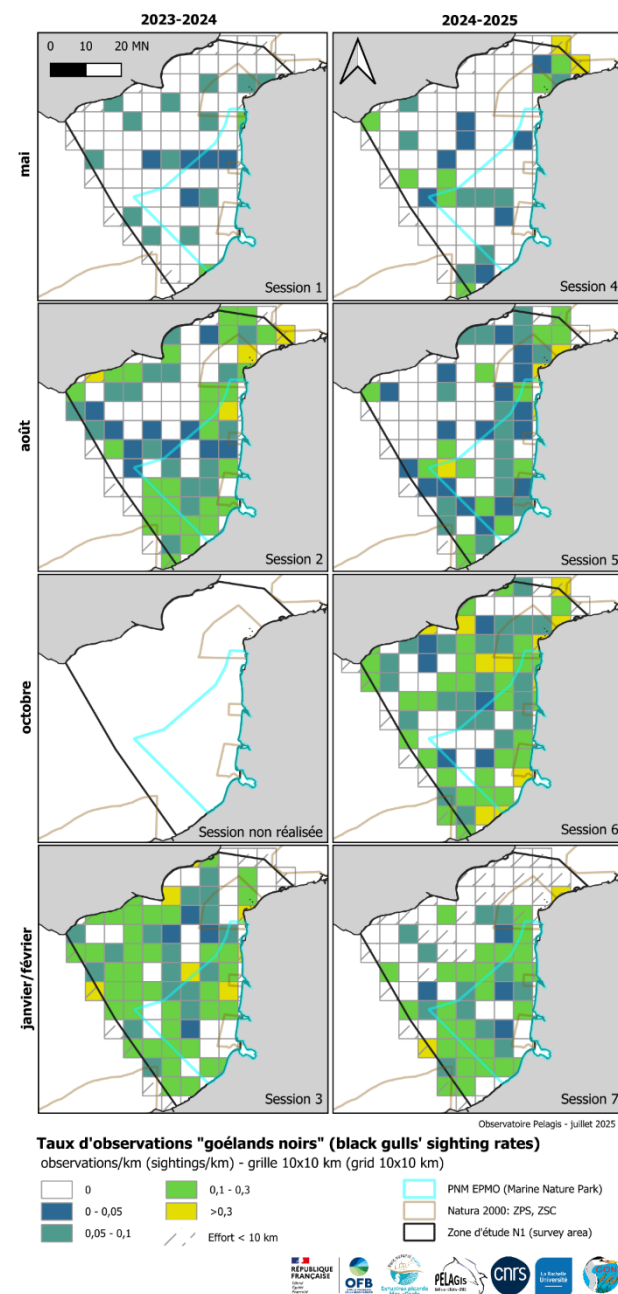 2023-2024
2024-2025
0 10 20 MN
mai
Session 1
Session 4
août
Session 2
Session 5
octobre
Session non réalisée
Session 6
janvier/février
Session 3
Session 7
Observatoire Pelagis - juillet 2025
Taux d'observations "goélands noirs" (black gulls' sighting rates)
observations/km (sightings/km) - grille 10x10 km (grid 10x10 km)
0
0 - 0,05
0,05 - 0,1
0,1 - 0,3
>0,3
Effort < 10 km
PNM EPMO (Marine Nature Park)
Natura 2000: ZPS, ZSC
Zone d'étude N1 (survey area)
RÉPUBLIQUE
FRANÇAISE
Liberté
Égalité
Fraternité
OFB
PELAGIS
cnrs
La Rochelle
Université